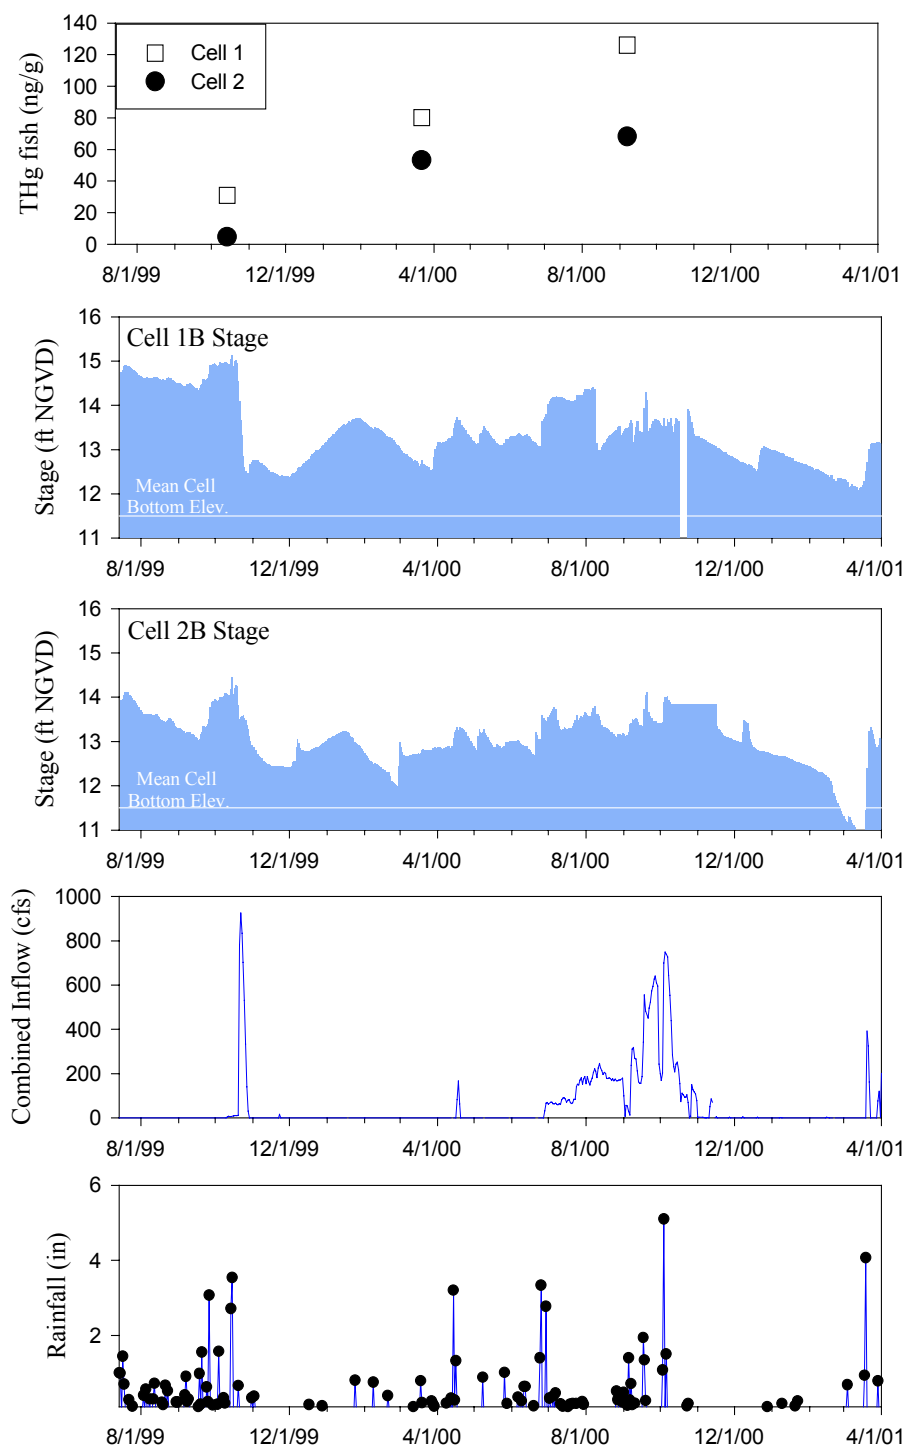 THg fish (ng/g)
140
120
100
80
60
40
20
0
Cell 1
Cell 2
8/1/99 12/1/99 4/1/00 8/1/00 12/1/00 4/1/01
Stage (ft NGVD)
16
15
14
13
12
11
Cell 1B Stage
Mean Cell
Bottom Elev.
8/1/99 12/1/99 4/1/00 8/1/00 12/1/00 4/1/01
Stage (ft NGVD)
16
15
14
13
12
11
Cell 2B Stage
Mean Cell
Bottom Elev.
8/1/99 12/1/99 4/1/00 8/1/00 12/1/00 4/1/01
Combined Inflow (cfs)
1000
800
600
400
200
0
8/1/99 12/1/99 4/1/00 8/1/00 12/1/00 4/1/01
Rainfall (in)
6
4
2
8/1/99 12/1/99 4/1/00 8/1/00 12/1/00 4/1/01